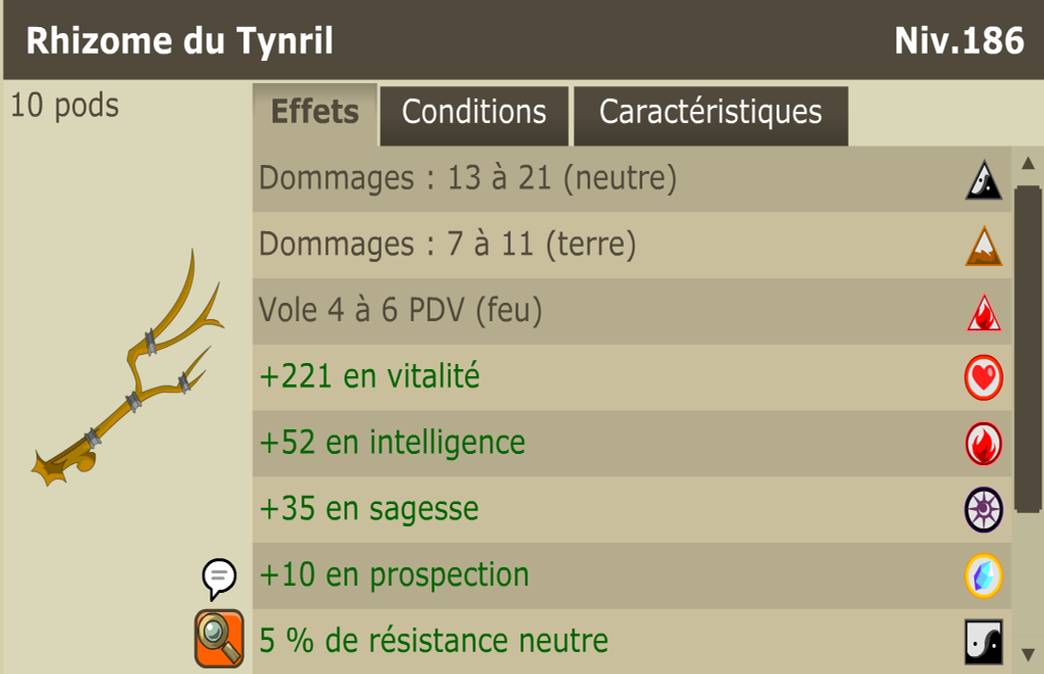 Rhizome du Tynril
Niv.186
10 pods
Effets
Conditions
Caractéristiques
Dommages : 13 à 21 (neutre)
Dommages : 7 à 11 (terre)
Vole 4 à 6 PDV (feu)
+221 en vitalité
+52 en intelligence
+35 en sagesse
+10 en prospection
5 % de résistance neutre